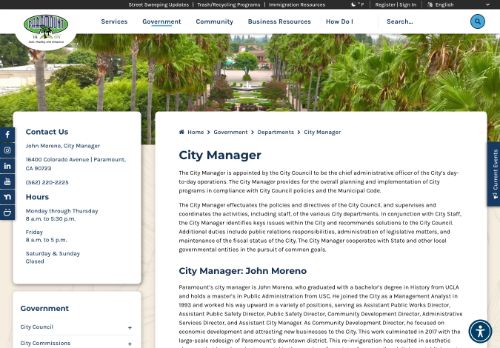 Street Sweeping Updates | Trash/Recycling Programs | Immigration Resources
°F | Register | Sign In
English
PARAMOUNT
Services Government Community Business Resources How Do I
Search...
Contact Us
John Moreno, City Manager
16400 Colorado Avenue | Paramount,
CA 90723
(562) 220-2225
Hours
Monday through Thursday
8 a.m. to 5:30 p.m.
Friday
8 a.m. to 5 p.m.
Saturday & Sunday
Closed
Government
City Council +
City Commissions +
Home > Government > Departments > City Manager
City Manager
The City Manager is appointed by the City Council to be the chief administrative officer of the City's day-
to-day operations. The City Manager provides for the overall planning and implementation of City
programs in compliance with City Council policies and the Municipal Code.
The City Manager effectuates the policies and directives of the City Council, and supervises and
coordinates the activities, including staff, of the various City departments. In conjunction with City Staff,
the City Manager identifies keys issues within the City and recommends solutions to the City Council.
Additional duties include public relations responsibilities, administration of legislative matters, and
maintenance of the fiscal status of the City. The City Manager cooperates with State and other local
governmental entities in the pursuit of common goals.
City Manager: John Moreno
Paramount's city manager is John Moreno, who graduated with a bachelor's degree in History from UCLA
and holds a master's in Public Administration from USC. He joined the City as a Management Analyst in
1993 and worked his way upward in a variety of positions, serving as Assistant Public Works Director,
Assistant Public Safety Director, Public Safety Director, Community Development Director, Administrative
Services Director, and Assistant City Manager. As Community Development Director, he focused on
economic development and attracting new businesses to the City. This work culminated in 2017 with the
large-scale redesign of Paramount's downtown district. This re-invigoration has resulted in aesthetic
Current Events